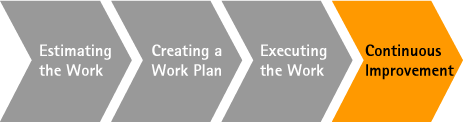 Estimating
the Work
Creating a
Work Plan
Executing
the Work
Continuous
Improvement